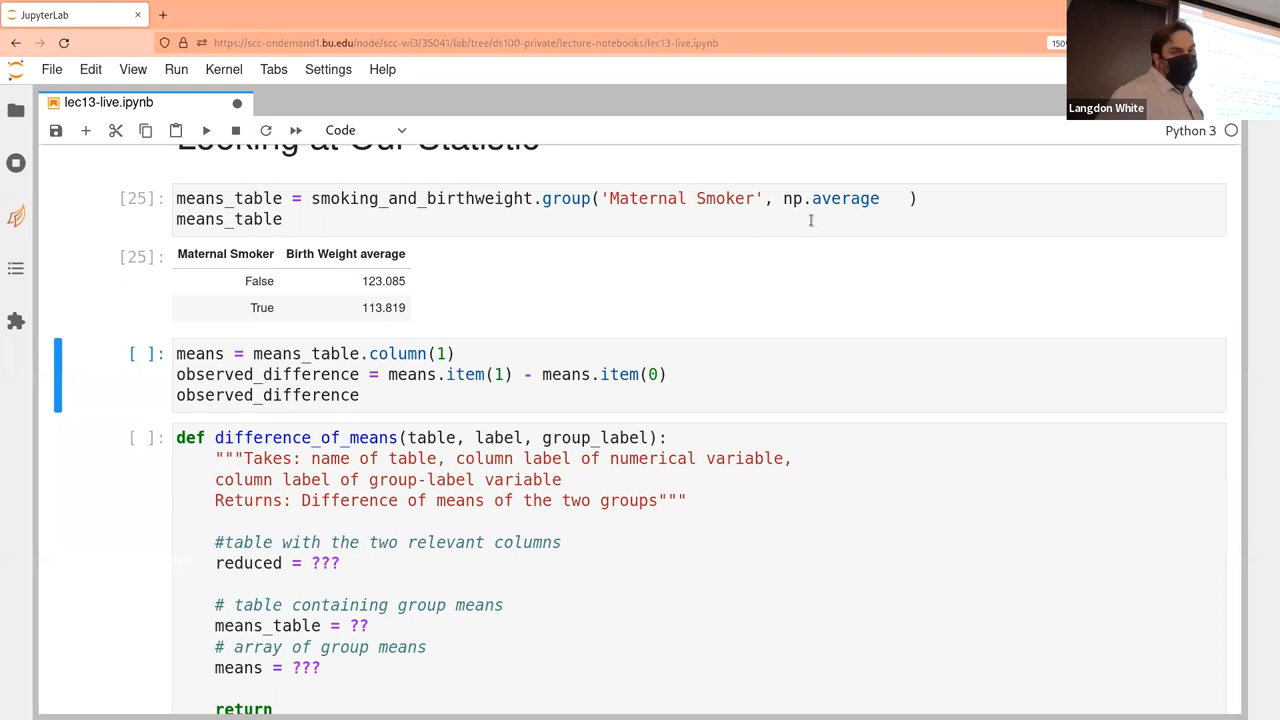 JupyterLab
https://scc-ondemand1.bu.edu/node/scc-wi3/35041/lab/tree/ds100-private/lecture-notebooks/lec13-live.ipynb
150
Langdon White
File Edit View Run Kernel Tabs Settings Help
lec13-live.ipynb
Code
Python 3
Looking at Our Statistic
[25]: means_table = smoking_and_birthweight.group('Maternal Smoker', np.average   )
means_table
[25]: Maternal Smoker Birth Weight average
False 123.085
True 113.819
[ ]: means = means_table.column(1)
observed_difference = means.item(1) - means.item(0)
observed_difference
[ ]: def difference_of_means(table, label, group_label):
"""Takes: name of table, column label of numerical variable,
column label of group-label variable
Returns: Difference of means of the two groups"""
#table with the two relevant columns
reduced = ???
# table containing group means
means_table = ??
# array of group means
means = ???
return